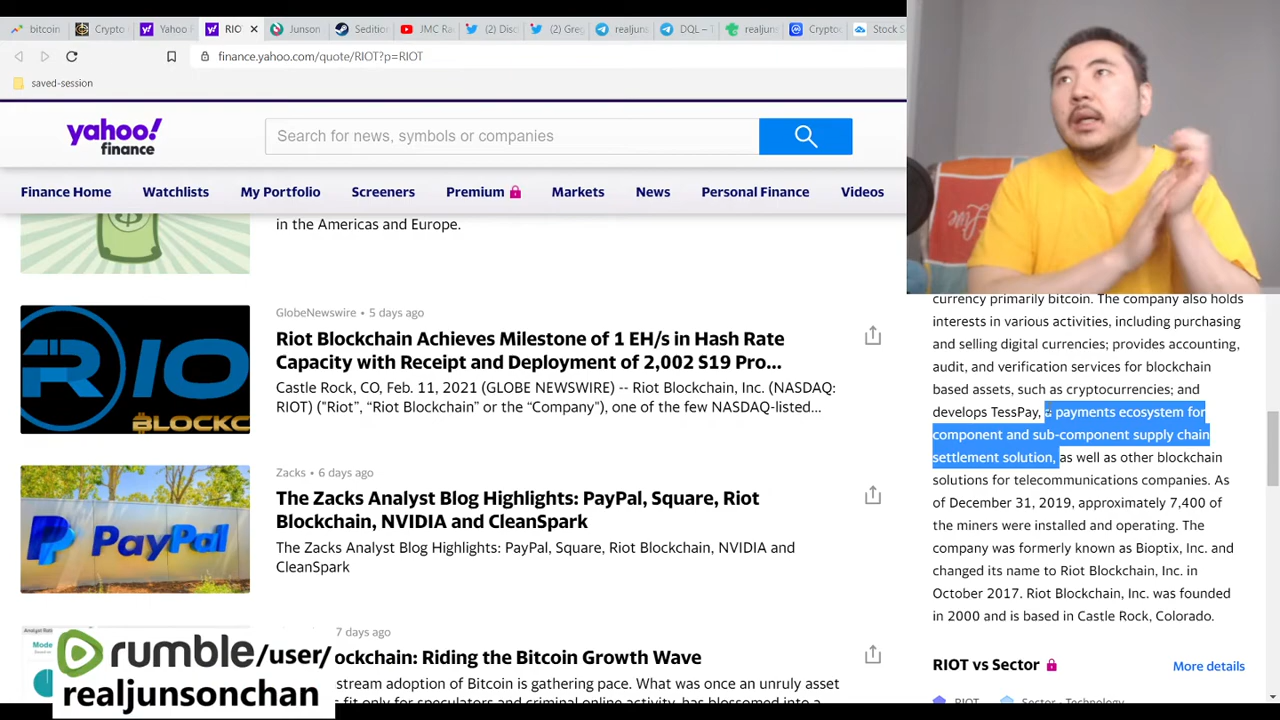 bitcoin
Crypto
Yahoo F
RIO
Junson
Sedition
JMC Ra
(2) Disc
(2) Gre
realjun
DQL – T
realjun
Cryptoc
Stock S
finance.yahoo.com/quote/RIOT?p=RIOT
saved-session
yahoo!
finance
Search for news, symbols or companies
Finance Home
Watchlists
My Portfolio
Screeners
Premium
Markets
News
Personal Finance
Videos
in the Americas and Europe.
GlobeNewswire • 5 days ago
Riot Blockchain Achieves Milestone of 1 EH/s in Hash Rate
Capacity with Receipt and Deployment of 2,002 S19 Pro...
Castle Rock, CO, Feb. 11, 2021 (GLOBE NEWSWIRE) -- Riot Blockchain, Inc. (NASDAQ:
RIOT) ("Riot", “Riot Blockchain” or the “Company”), one of the few NASDAQ-listed...
RIO
BLOCKC
Zacks • 6 days ago
The Zacks Analyst Blog Highlights: PayPal, Square, Riot
Blockchain, NVIDIA and CleanSpark
The Zacks Analyst Blog Highlights: PayPal, Square, Riot Blockchain, NVIDIA and
CleanSpark
PayPal
7 days ago
ockchain: Riding the Bitcoin Growth Wave
stream adoption of Bitcoin is gathering pace. What was once an unruly asset
rumble/user/
realjunsonchan
currency primarily bitcoin. The company also holds
interests in various activities, including purchasing
and selling digital currencies; provides accounting,
audit, and verification services for blockchain
based assets, such as cryptocurrencies; and
develops TessPay, a payments ecosystem for
component and sub-component supply chain
settlement solution, as well as other blockchain
solutions for telecommunications companies. As
of December 31, 2019, approximately 7,400 of
the miners were installed and operating. The
company was formerly known as Bioptix, Inc. and
changed its name to Riot Blockchain, Inc. in
October 2017. Riot Blockchain, Inc. was founded
in 2000 and is based in Castle Rock, Colorado.
RIOT vs Sector
More details
RIOT
Sector - Technology